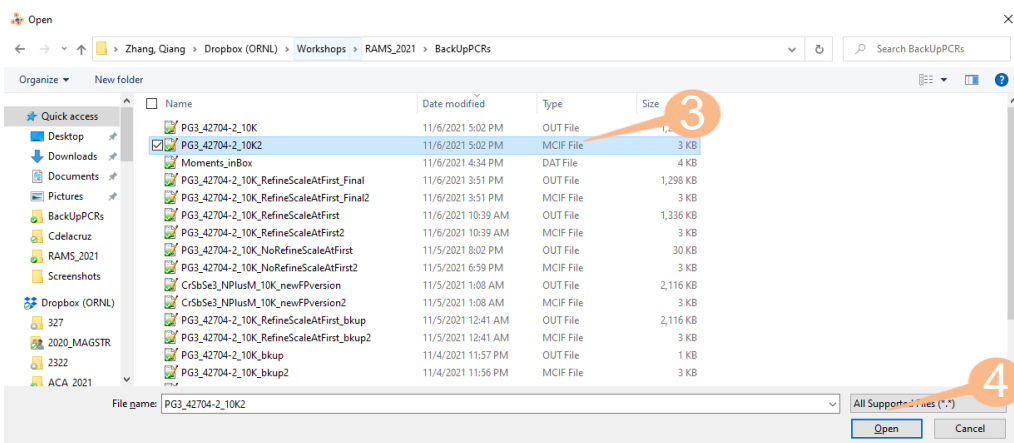 Open
Zhang, Qiang > Dropbox (ORNL) > Workshops > RAMS_2021 > BackUpPCRs
Search BackUpPCRs
Organize New folder
Name Date modified Type Size
Quick access
Desktop
Downloads
Documents
Pictures
BackUpPCRs
Cdelacruz
RAMS_2021
Screenshots
Dropbox (ORNL)
327
2020_MAGSTR
2322
ACA_2021
PG3_42704-2_10K 11/6/2021 5:02 PM OUT File
PG3_42704-2_10K2 11/6/2021 5:02 PM MCIF File 3 KB
Moments_inBox 11/6/2021 4:34 PM DAT File 4 KB
PG3_42704-2_10K_RefineScaleAtFirst_Final 11/6/2021 3:51 PM OUT File 1,298 KB
PG3_42704-2_10K_RefineScaleAtFirst_Final2 11/6/2021 3:51 PM MCIF File 3 KB
PG3_42704-2_10K_RefineScaleAtFirst 11/6/2021 10:39 AM OUT File 1,336 KB
PG3_42704-2_10K_RefineScaleAtFirst2 11/6/2021 10:39 AM MCIF File 3 KB
PG3_42704-2_10K_NoRefineScaleAtFirst 11/5/2021 8:02 PM OUT File 30 KB
PG3_42704-2_10K_NoRefineScaleAtFirst2 11/5/2021 6:59 PM MCIF File 3 KB
CrSbSe3_NPlusM_10K_newFPversion 11/5/2021 1:08 AM OUT File 2,116 KB
CrSbSe3_NPlusM_10K_newFPversion2 11/5/2021 1:08 AM MCIF File 3 KB
PG3_42704-2_10K_RefineScaleAtFirst_bkup 11/5/2021 12:41 AM OUT File 2,116 KB
PG3_42704-2_10K_RefineScaleAtFirst_bkup2 11/5/2021 12:41 AM MCIF File 3 KB
PG3_42704-2_10K_bkup 11/4/2021 11:57 PM OUT File 1 KB
PG3_42704-2_10K_bkup2 11/4/2021 11:56 PM MCIF File 3 KB
3
4
File name: PG3_42704-2_10K2
All Supported Files (*.*)
Open Cancel